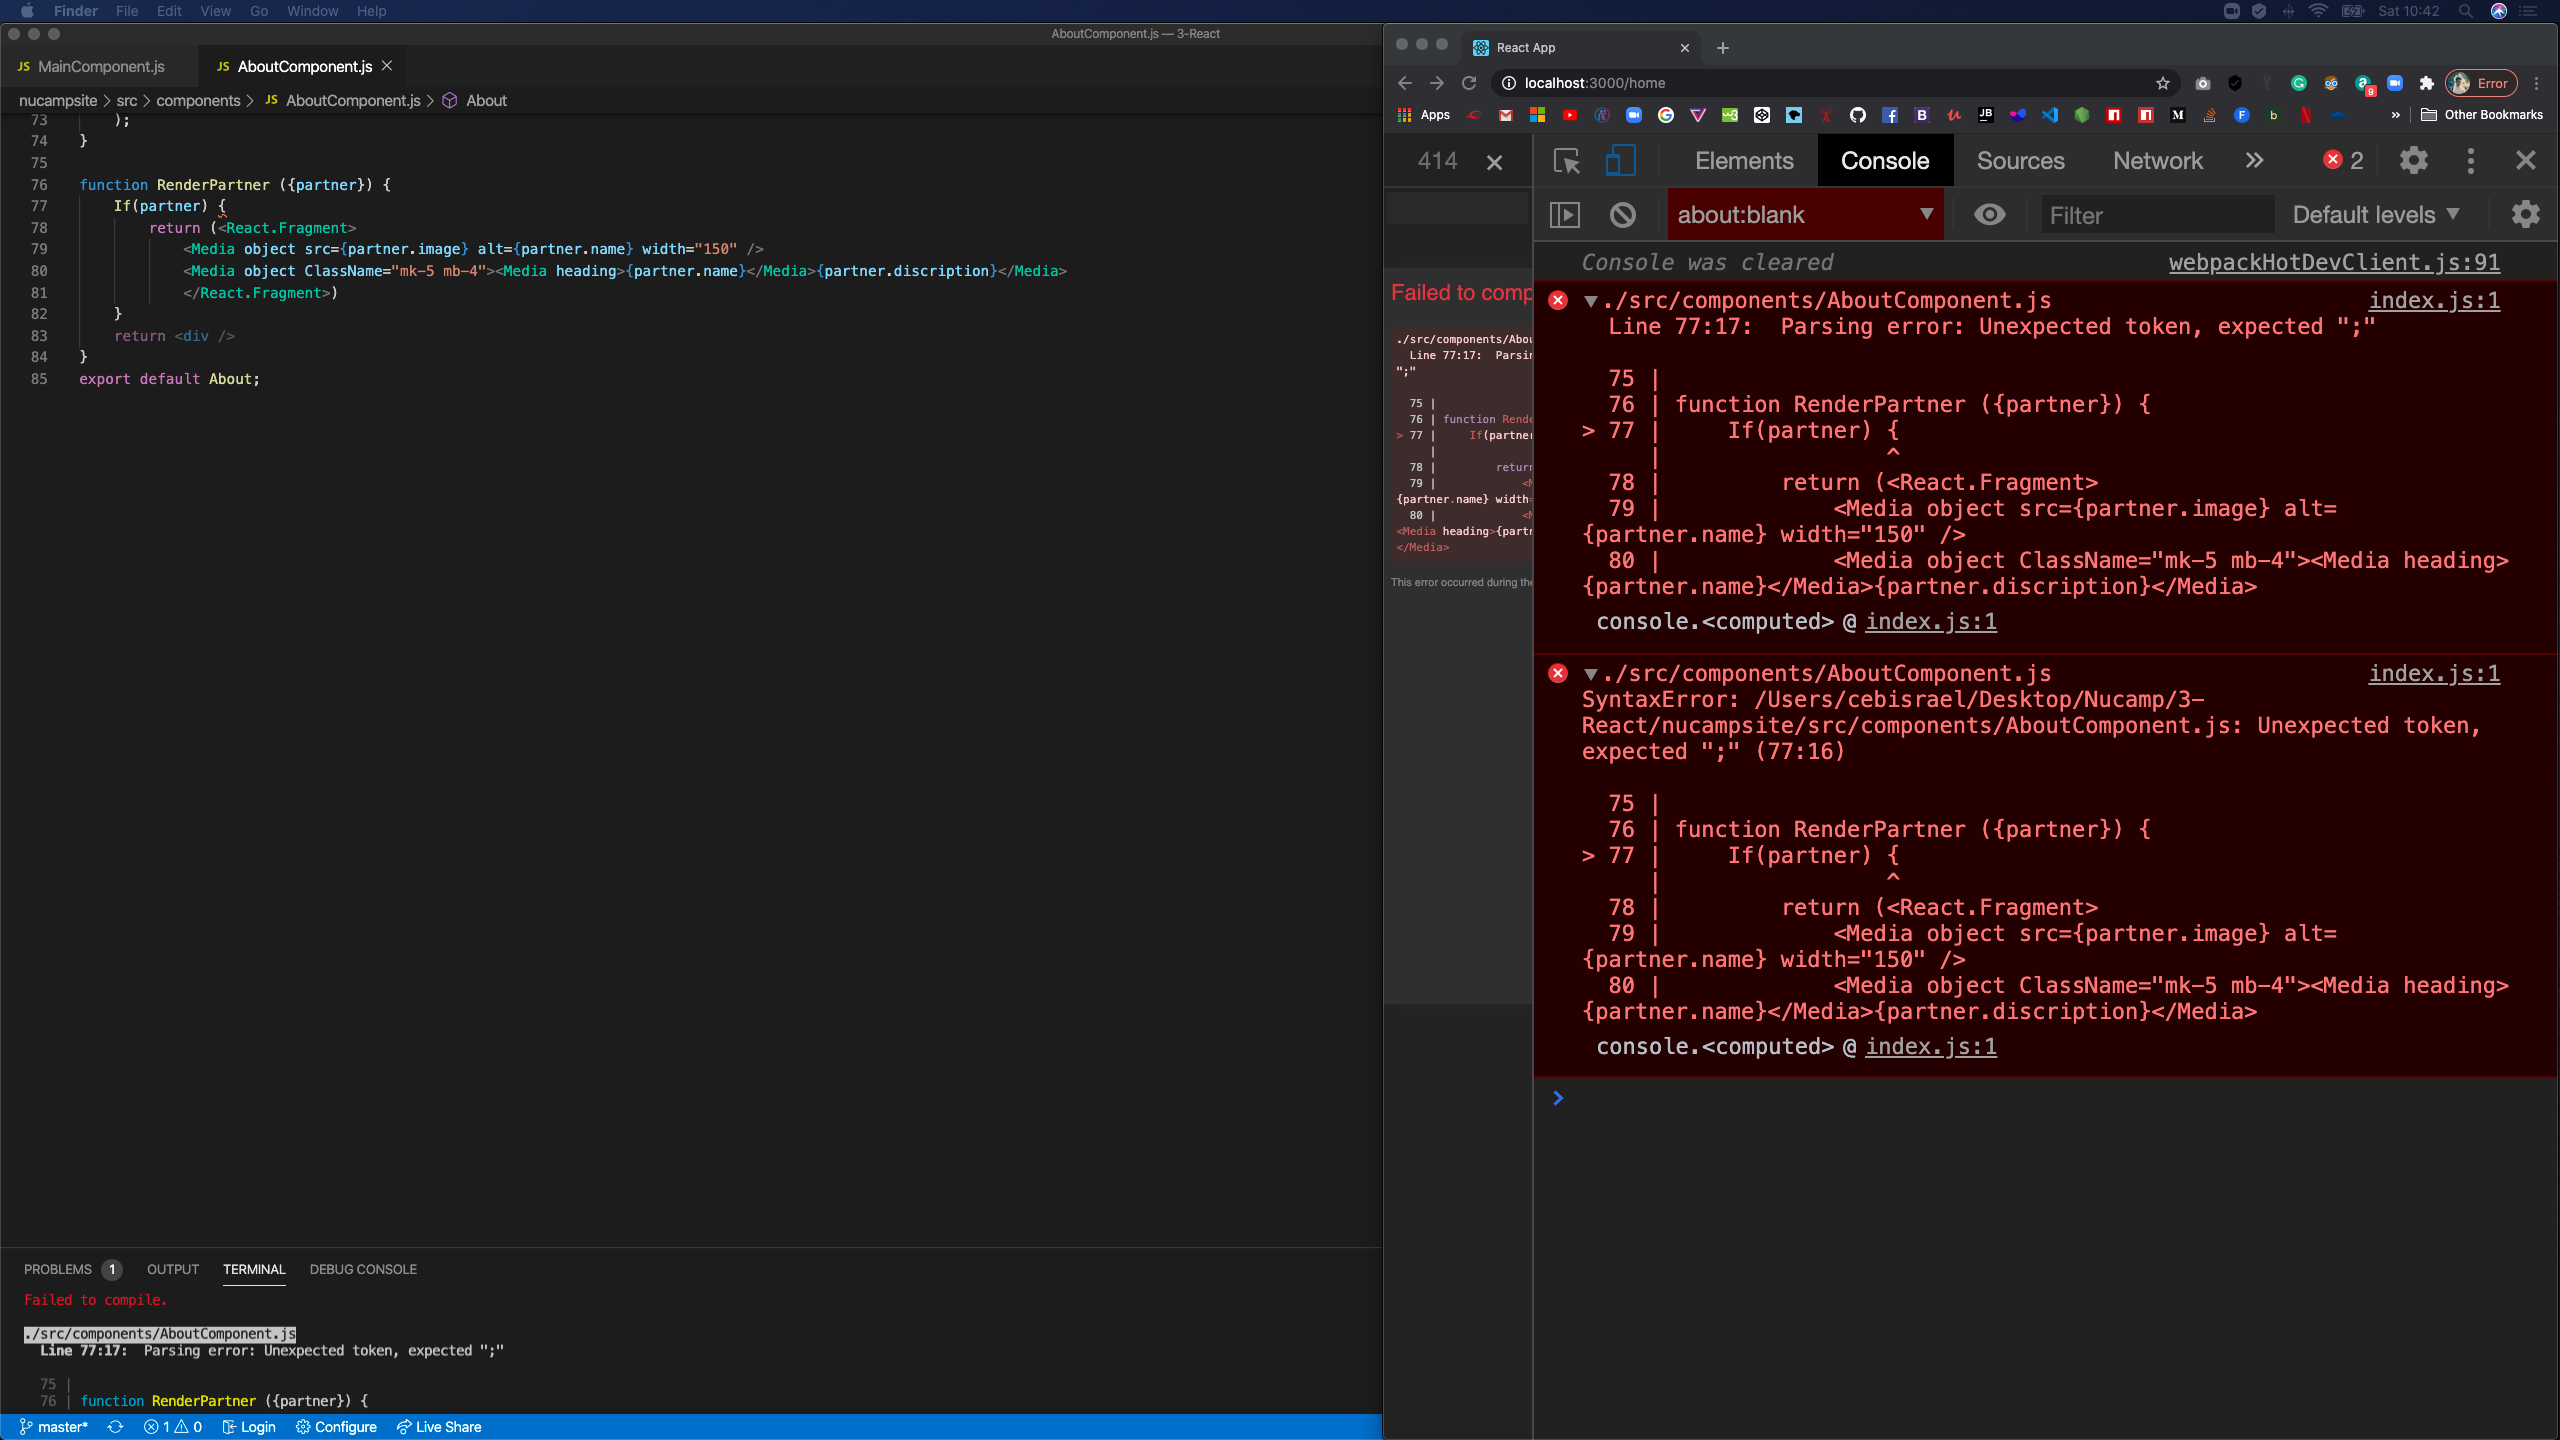 Finder File Edit View Go Window Help
Sat 10:42
AboutComponent.js — 3-React
JS MainComponent.js
JS AboutComponent.js
nucampsite > src > components > JS AboutComponent.js > About
73 );
74 }
75
76 function RenderPartner ({partner}) {
77 If(partner) {
78 return (<React.Fragment>
79 <Media object src={partner.image} alt={partner.name} width="150" />
80 <Media object ClassName="mk-5 mb-4"><Media heading>{partner.name}</Media>{partner.discription}</Media>
81 </React.Fragment>)
82 }
83 return <div />
84 }
85 export default About;
PROBLEMS 1 OUTPUT TERMINAL DEBUG CONSOLE
Failed to compile.
./src/components/AboutComponent.js
Line 77:17: Parsing error: Unexpected token, expected ";"
75 |
76 | function RenderPartner ({partner}) {
master* 1 0 Login Configure Live Share
React App
localhost:3000/home
Error
Apps
Other Bookmarks
414
Failed to comp
./src/components/Abou
Line 77:17: Parsin
";"
75 |
76 | function Rende
> 77 | If(partner
|
78 | return
79 | <M
{partner.name} width=
80 | <M
<Media heading>{partn
</Media>
This error occurred during the
Elements Console Sources Network » 2
about:blank
Filter
Default levels
Console was cleared
webpackHotDevClient.js:91
./src/components/AboutComponent.js
index.js:1
Line 77:17: Parsing error: Unexpected token, expected ";"
75 |
76 | function RenderPartner ({partner}) {
> 77 | If(partner) {
| ^
78 | return (<React.Fragment>
79 | <Media object src={partner.image} alt=
{partner.name} width="150" />
80 | <Media object ClassName="mk-5 mb-4"><Media heading>
{partner.name}</Media>{partner.discription}</Media>
console.<computed> @ index.js:1
./src/components/AboutComponent.js
index.js:1
SyntaxError: /Users/cebisrael/Desktop/Nucamp/3-
React/nucampsite/src/components/AboutComponent.js: Unexpected token,
expected ";" (77:16)
75 |
76 | function RenderPartner ({partner}) {
> 77 | If(partner) {
| ^
78 | return (<React.Fragment>
79 | <Media object src={partner.image} alt=
{partner.name} width="150" />
80 | <Media object ClassName="mk-5 mb-4"><Media heading>
{partner.name}</Media>{partner.discription}</Media>
console.<computed> @ index.js:1